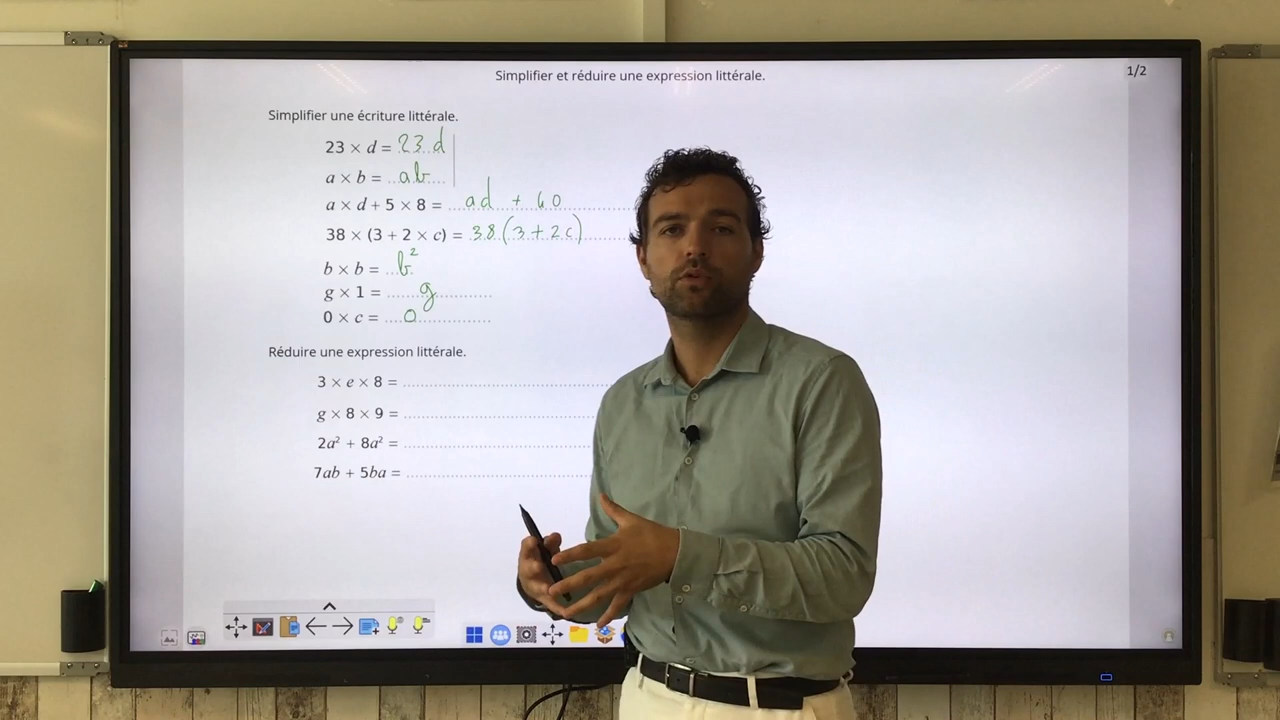 Simplifier et réduire une expression littérale.
1/2
Simplifier une écriture littérale.
23 × d = 23 d
a × b = ab
a × d + 5 × 8 = ad + 40
38 × (3 + 2 × c) = 38(3+2c)
b × b = b²
g × 1 = g
0 × c = 0
Réduire une expression littérale.
3 × e × 8 =
g × 8 × 9 =
2a² + 8a² =
7ab + 5ba =